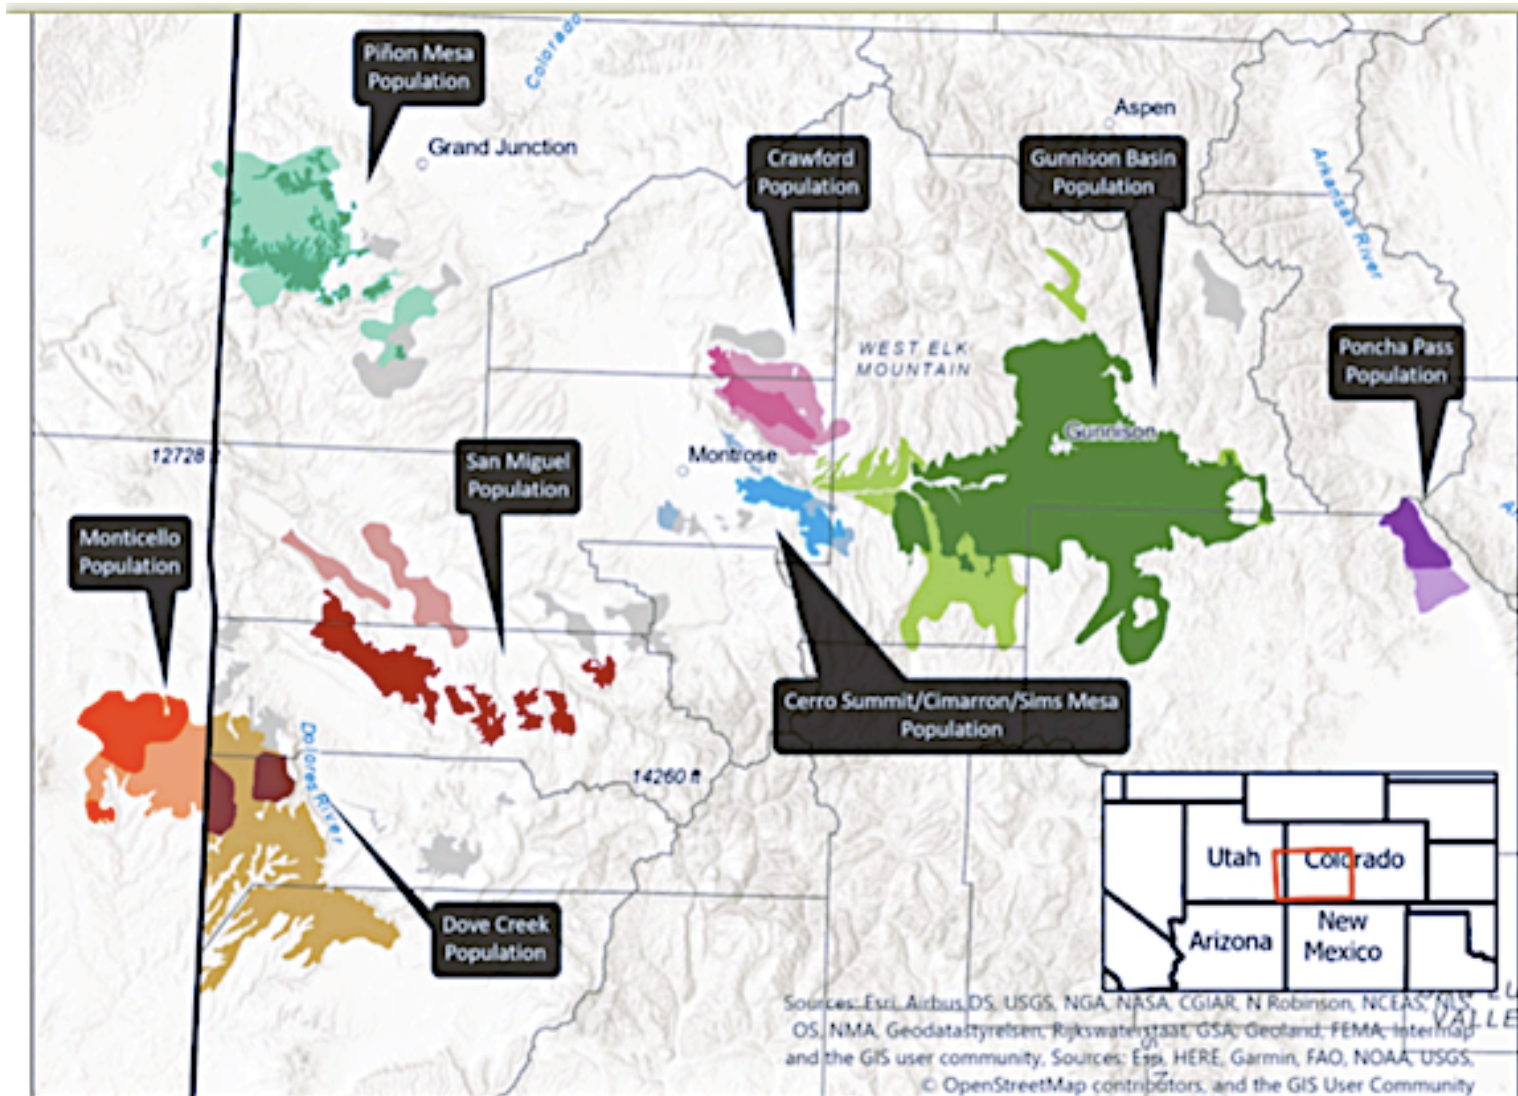 Piñon Mesa
Population
Colorado
Grand Junction
Aspen
Crawford
Population
Gunnison Basin
Population
Arkansas River
WEST ELK
MOUNTAIN
Poncha Pass
Population
Gunnison
12728
San Miguel
Population
Montrose
Monticello
Population
Cerro Summit/Cimarron/Sims Mesa
Population
Dolores River
14260 ft
Dove Creek
Population
Utah
Colorado
Arizona
New
Mexico
Sources: Esri, Airbus DS, USGS, NGA, NASA, CGIAR, N Robinson, NCEAS, NLS,
OS, NMA, Geodatastyrelsen, Rijkswaterstaat, GSA, Geoland, FEMA, Intermap
and the GIS user community, Sources: Esri, HERE, Garmin, FAO, NOAA, USGS,
© OpenStreetMap contributors, and the GIS User Community